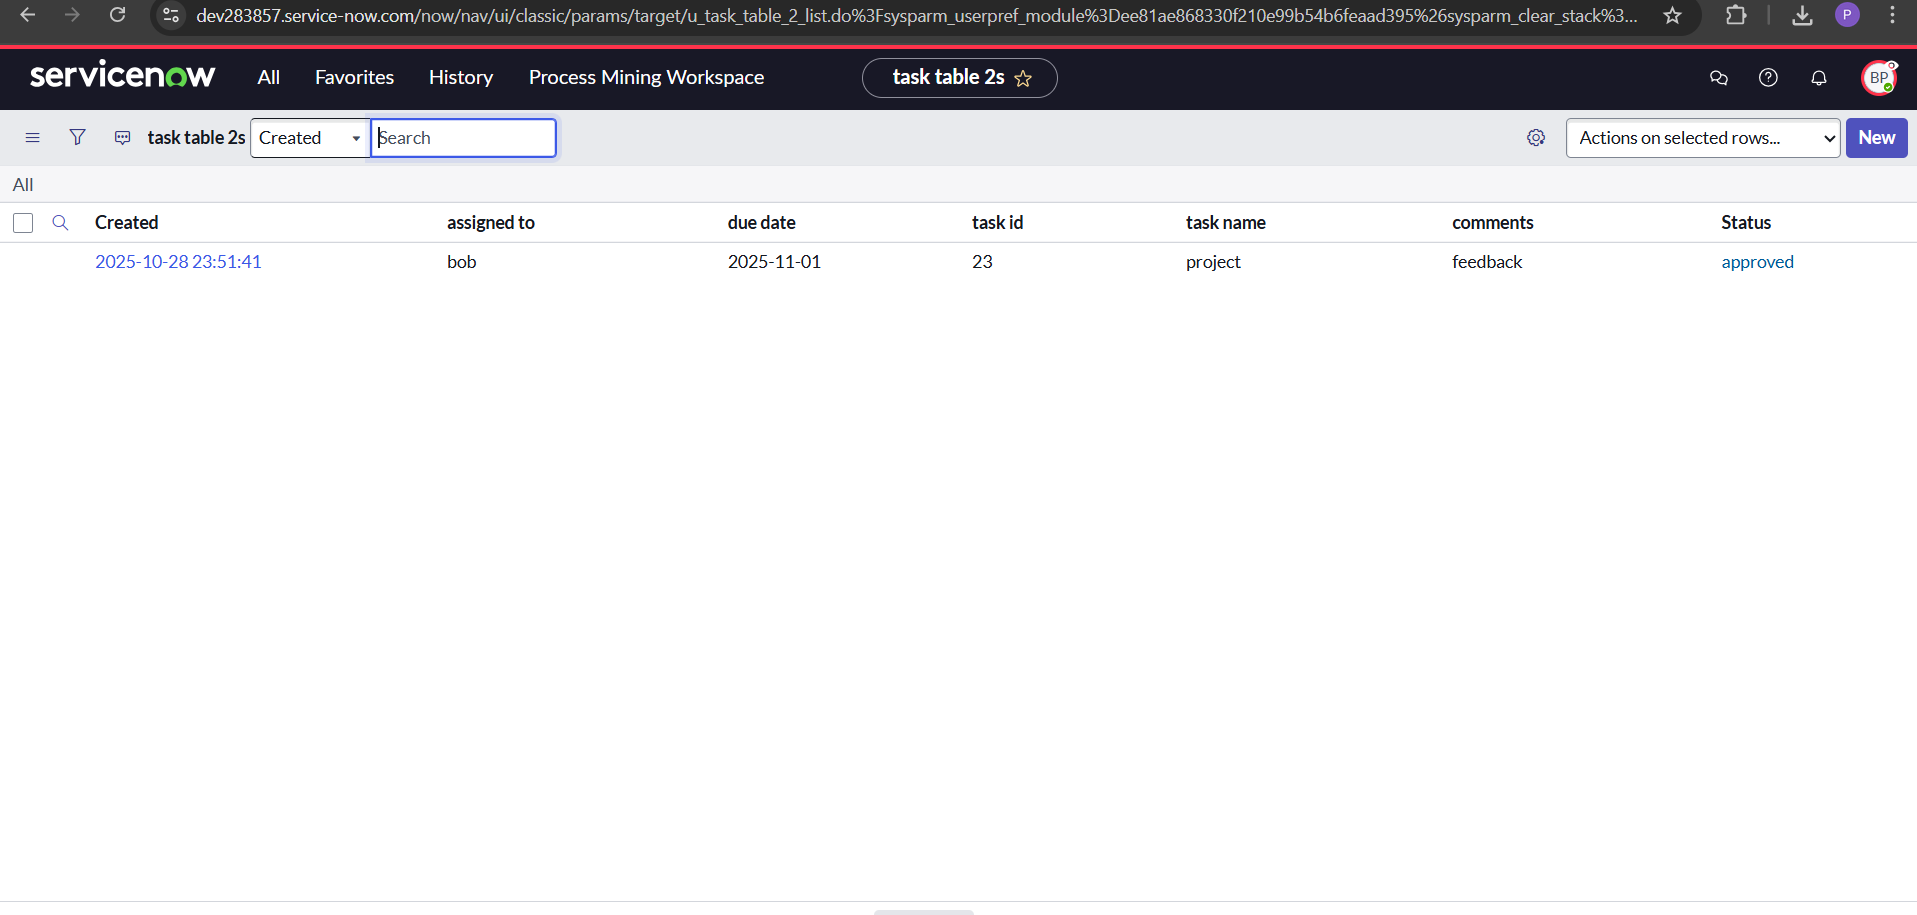 dev283857.service-now.com/now/nav/ui/classic/params/target/u_task_table_2_list.do%3Fsysparm_userpref_module%3Dee81ae868330f210e99b54b6feaad395%26sysparm_clear_stack%3... P
servicenow All Favorites History Process Mining Workspace task table 2s BP
task table 2s Created Search Actions on selected rows... New
All
Created assigned to due date task id task name comments Status
2025-10-28 23:51:41 bob 2025-11-01 23 project feedback approved